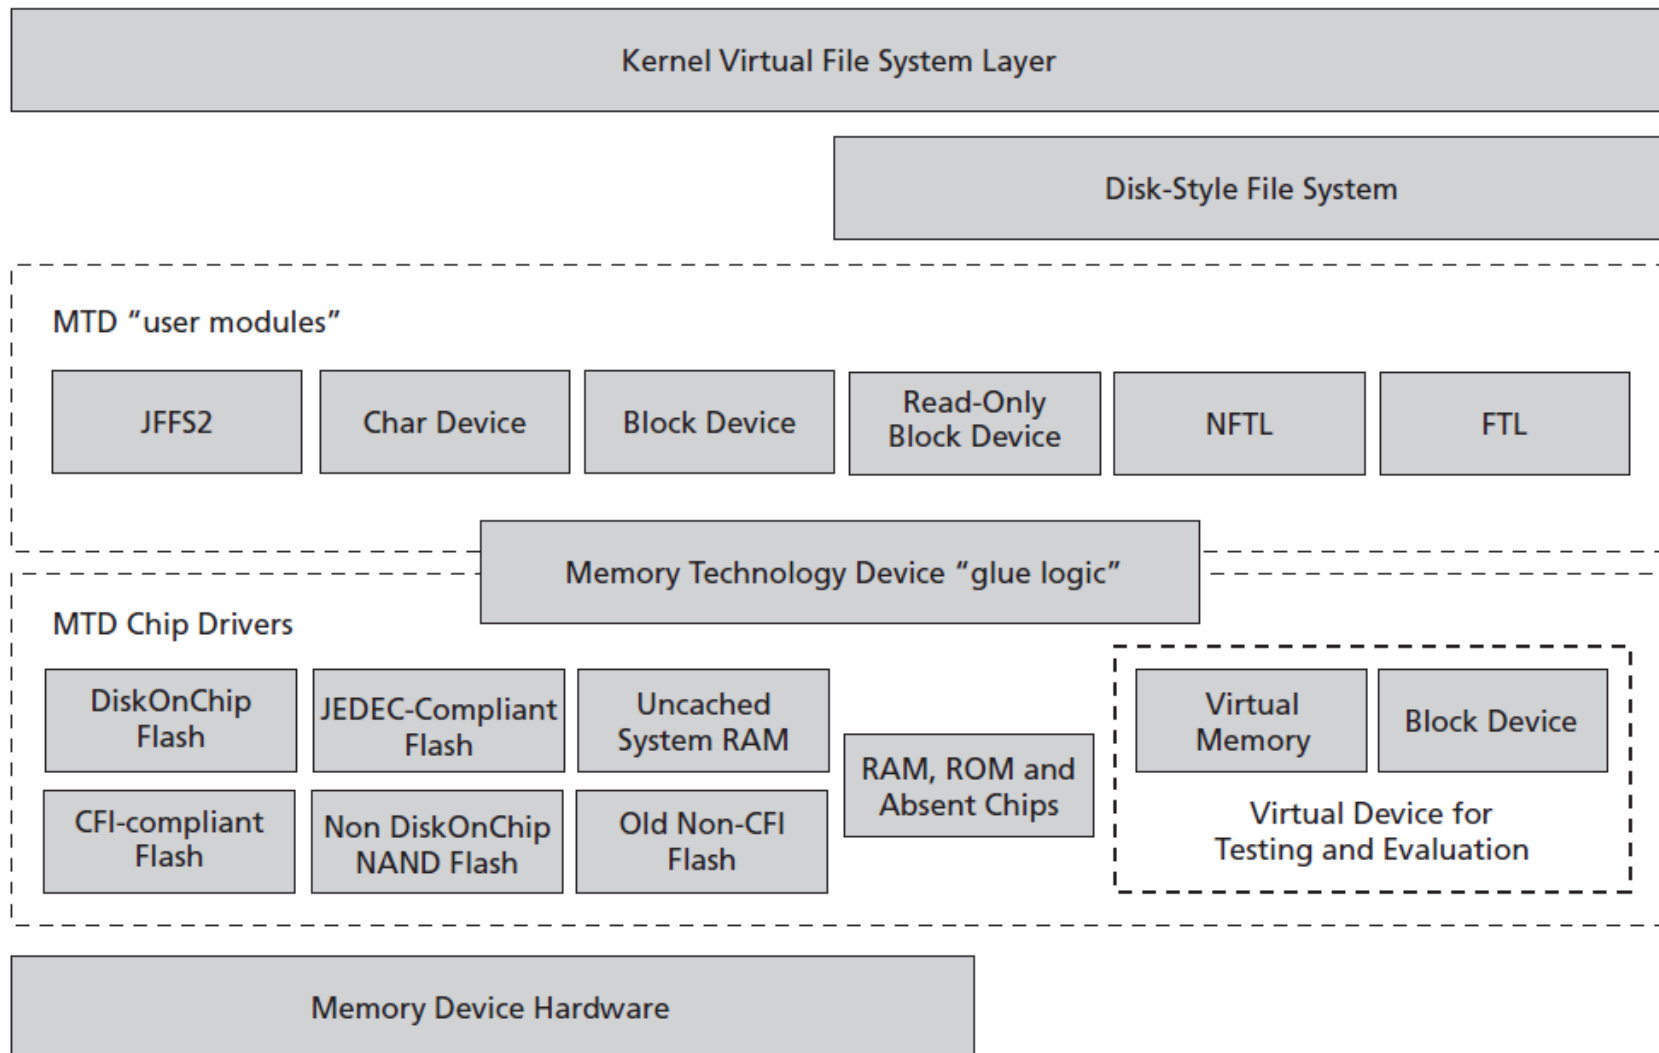 Kernel Virtual File System Layer
Disk-Style File System
MTD “user modules”
JFFS2
Char Device
Block Device
Read-Only
Block Device
NFTL
FTL
Memory Technology Device “glue logic”
MTD Chip Drivers
DiskOnChip
Flash
JEDEC-Compliant
Flash
Uncached
System RAM
RAM, ROM and
Absent Chips
Virtual
Memory
Block Device
CFI-compliant
Flash
Non DiskOnChip
NAND Flash
Old Non-CFI
Flash
Virtual Device for
Testing and Evaluation
Memory Device Hardware